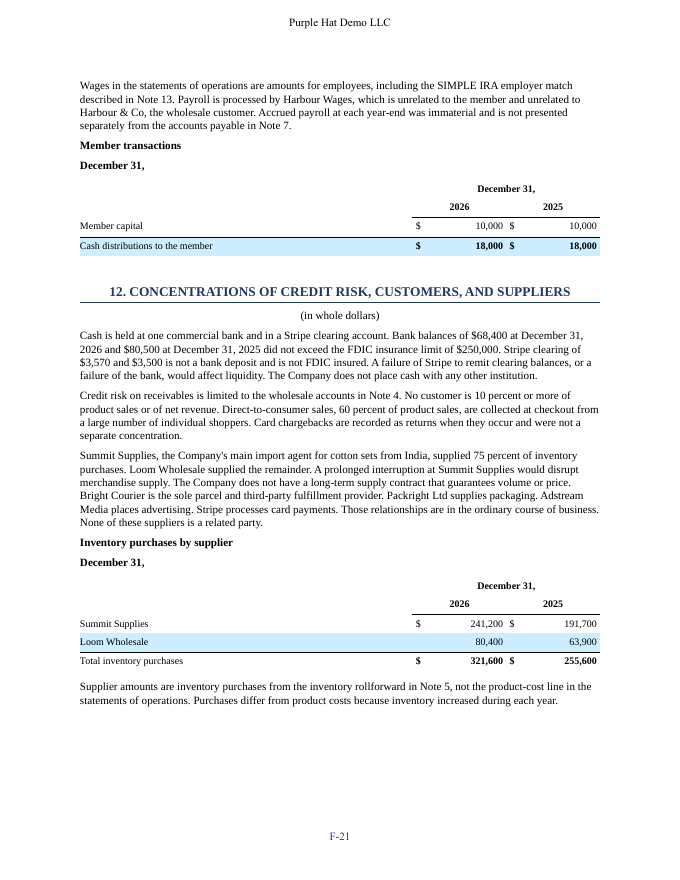 Purple Hat Demo LLC
Wages in the statements of operations are amounts for employees, including the SIMPLE IRA employer match
described in Note 13. Payroll is processed by Harbour Wages, which is unrelated to the member and unrelated to
Harbour & Co, the wholesale customer. Accrued payroll at each year-end was immaterial and is not presented
separately from the accounts payable in Note 7.
Member transactions
December 31,
December 31,
2026 2025
Member capital $ 10,000 $ 10,000
Cash distributions to the member $ 18,000 $ 18,000
12. CONCENTRATIONS OF CREDIT RISK, CUSTOMERS, AND SUPPLIERS
(in whole dollars)
Cash is held at one commercial bank and in a Stripe clearing account. Bank balances of $68,400 at December 31,
2026 and $80,500 at December 31, 2025 did not exceed the FDIC insurance limit of $250,000. Stripe clearing of
$3,570 and $3,500 is not a bank deposit and is not FDIC insured. A failure of Stripe to remit clearing balances, or a
failure of the bank, would affect liquidity. The Company does not place cash with any other institution.
Credit risk on receivables is limited to the wholesale accounts in Note 4. No customer is 10 percent or more of
product sales or of net revenue. Direct-to-consumer sales, 60 percent of product sales, are collected at checkout from
a large number of individual shoppers. Card chargebacks are recorded as returns when they occur and were not a
separate concentration.
Summit Supplies, the Company's main import agent for cotton sets from India, supplied 75 percent of inventory
purchases. Loom Wholesale supplied the remainder. A prolonged interruption at Summit Supplies would disrupt
merchandise supply. The Company does not have a long-term supply contract that guarantees volume or price.
Bright Courier is the sole parcel and third-party fulfillment provider. Packright Ltd supplies packaging. Adstream
Media places advertising. Stripe processes card payments. Those relationships are in the ordinary course of business.
None of these suppliers is a related party.
Inventory purchases by supplier
December 31,
December 31,
2026 2025
Summit Supplies $ 241,200 $ 191,700
Loom Wholesale 80,400 63,900
Total inventory purchases $ 321,600 $ 255,600
Supplier amounts are inventory purchases from the inventory rollforward in Note 5, not the product-cost line in the
statements of operations. Purchases differ from product costs because inventory increased during each year.
F-21